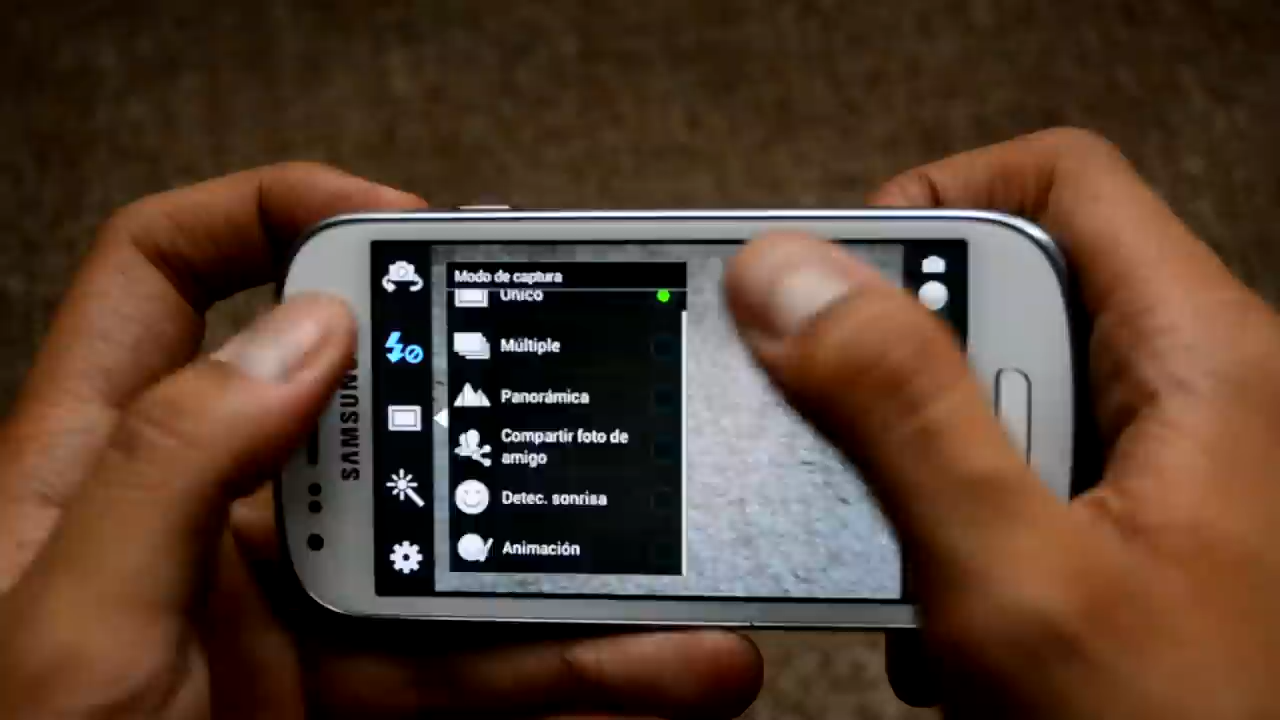 SAMSUNG
Modo de captura
Único
Múltiple
Panorámica
Compartir foto de
amigo
Detec. sonrisa
Animación